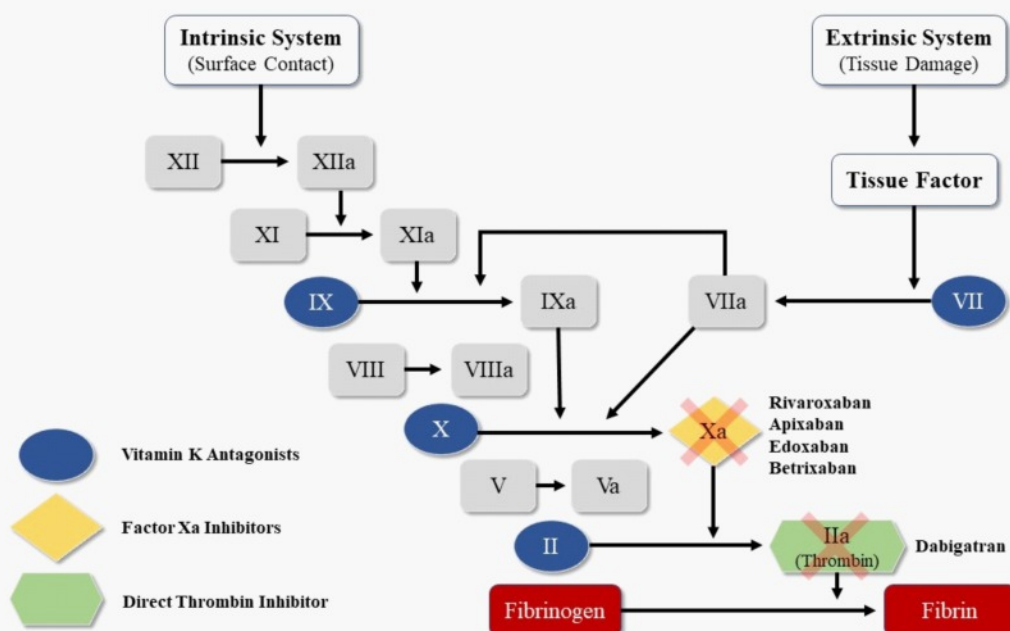 Intrinsic System
(Surface Contact)
Extrinsic System
(Tissue Damage)
XII
XIIa
Tissue Factor
XI
XIa
IX
IXa
VIIa
VII
VIII
VIIIa
X
Xa
Rivaroxaban
Apixaban
Edoxaban
Betrixaban
Vitamin K Antagonists
V
Va
Factor Xa Inhibitors
II
IIa
(Thrombin)
Dabigatran
Direct Thrombin Inhibitor
Fibrinogen
Fibrin